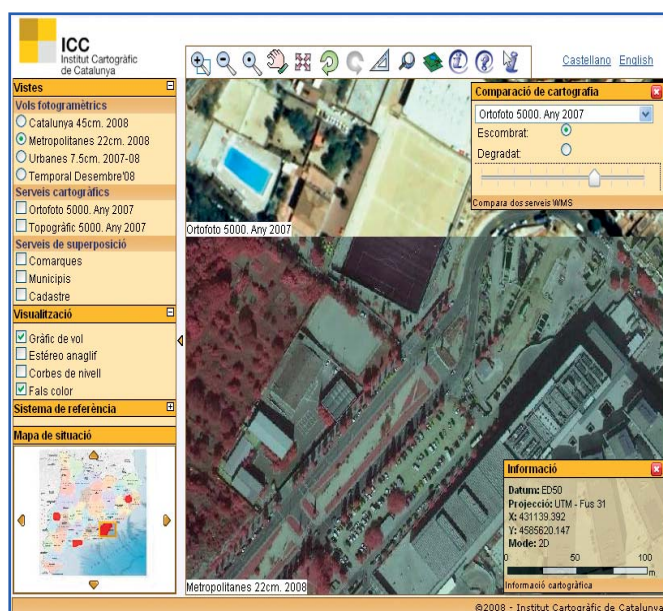 ICC
Institut Cartogràfic
de Catalunya
Castellano English
Vistes
Vols fotogramètrics
Catalunya 45cm. 2008
Metropolitanes 22cm. 2008
Urbanes 7.5cm. 2007-08
Temporal Desembre'08
Serveis cartogràfics
Ortofoto 5000. Any 2007
Topogràfic 5000. Any 2007
Serveis de superposició
Comarques
Municipis
Cadastre
Visualització
Gràfic de vol
Estéreo anaglif
Corbes de nivell
Fals color
Sistema de referència
Mapa de situació
Comparació de cartografia
Ortofoto 5000. Any 2007
Escombrat:
Degradat:
Compara dos serveis WMS
Ortofoto 5000. Any 2007
Informació
Datum: ED50
Projecció: UTM - Fus 31
X: 431139.392
Y: 4585620.147
Mode: 2D
0 50 100
m
Informació cartogràfica
Metropolitanes 22cm. 2008
©2008 - Institut Cartogràfic de Catalunya